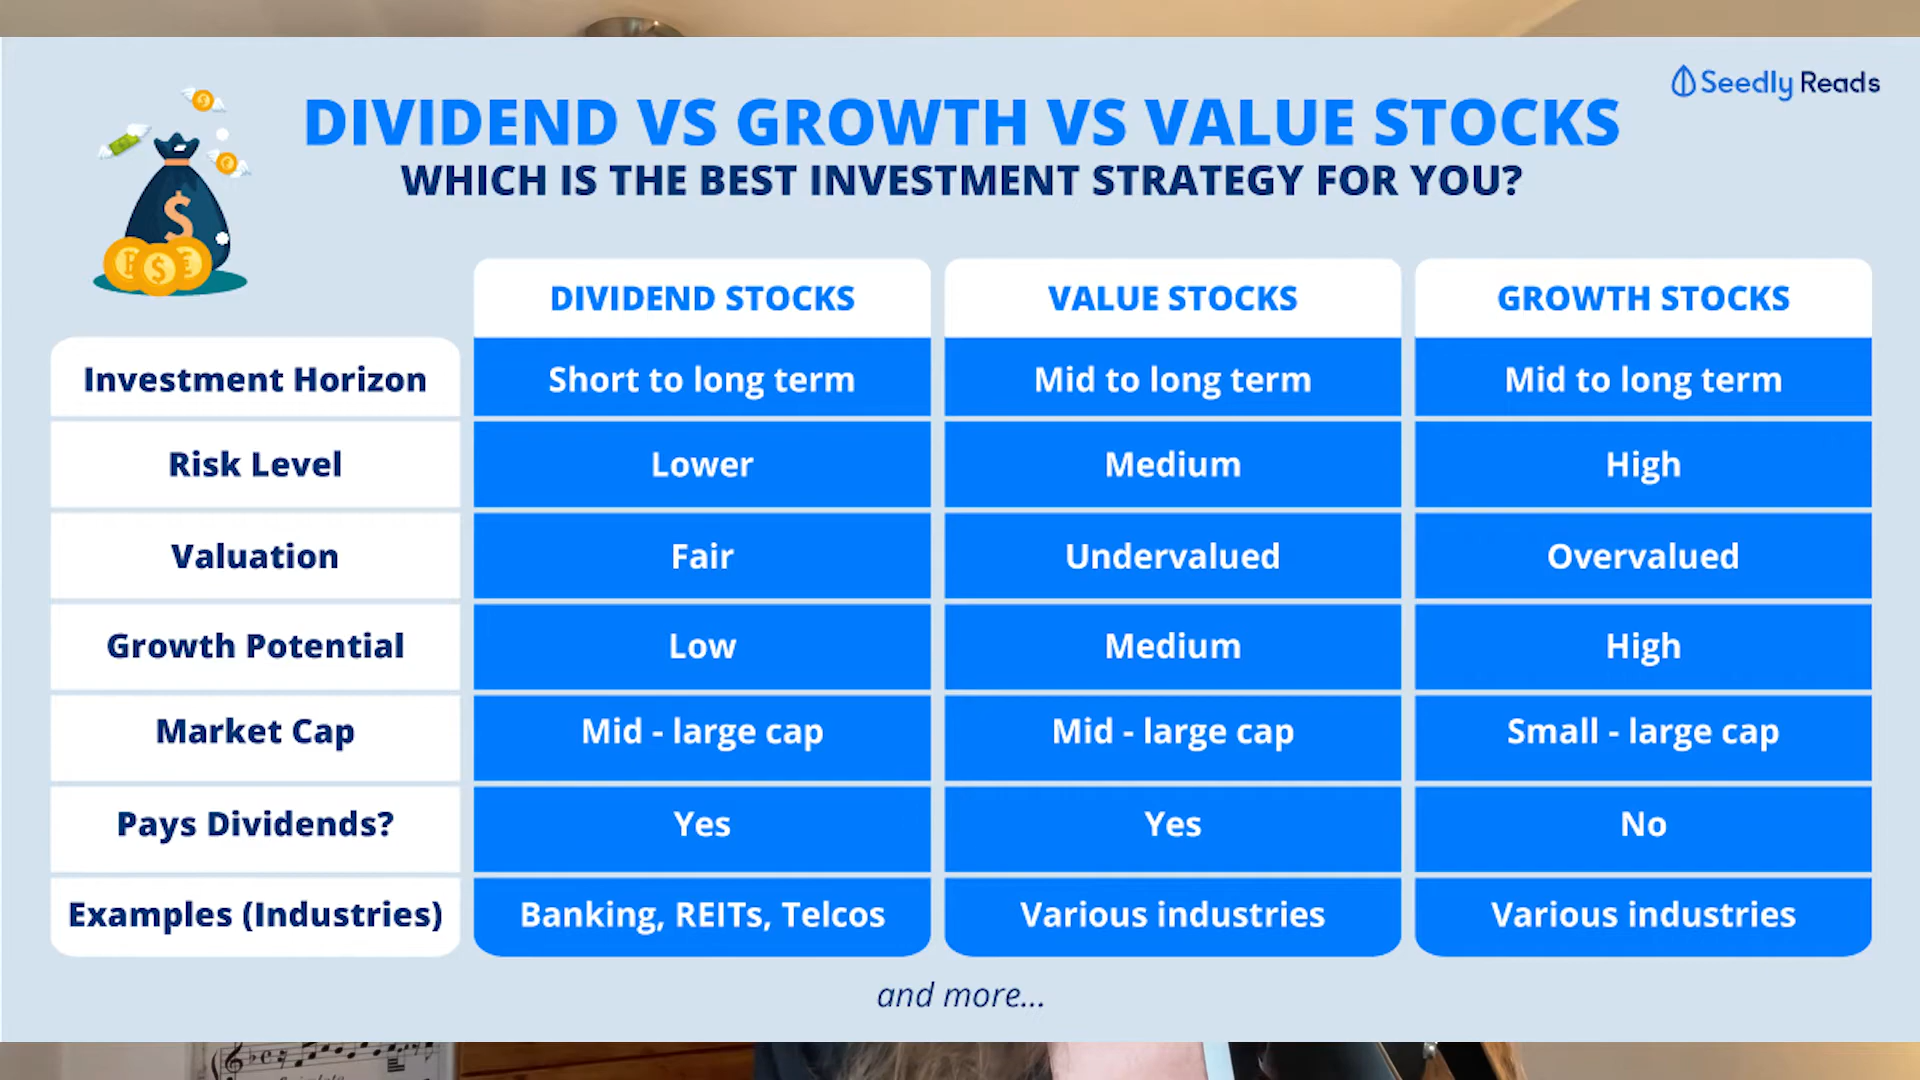 Seedly Reads
DIVIDEND VS GROWTH VS VALUE STOCKS
WHICH IS THE BEST INVESTMENT STRATEGY FOR YOU?
$
$
DIVIDEND STOCKS VALUE STOCKS GROWTH STOCKS
Investment Horizon Short to long term Mid to long term Mid to long term
Risk Level Lower Medium High
Valuation Fair Undervalued Overvalued
Growth Potential Low Medium High
Market Cap Mid - large cap Mid - large cap Small - large cap
Pays Dividends? Yes Yes No
Examples (Industries) Banking, REITs, Telcos Various industries Various industries
and more...